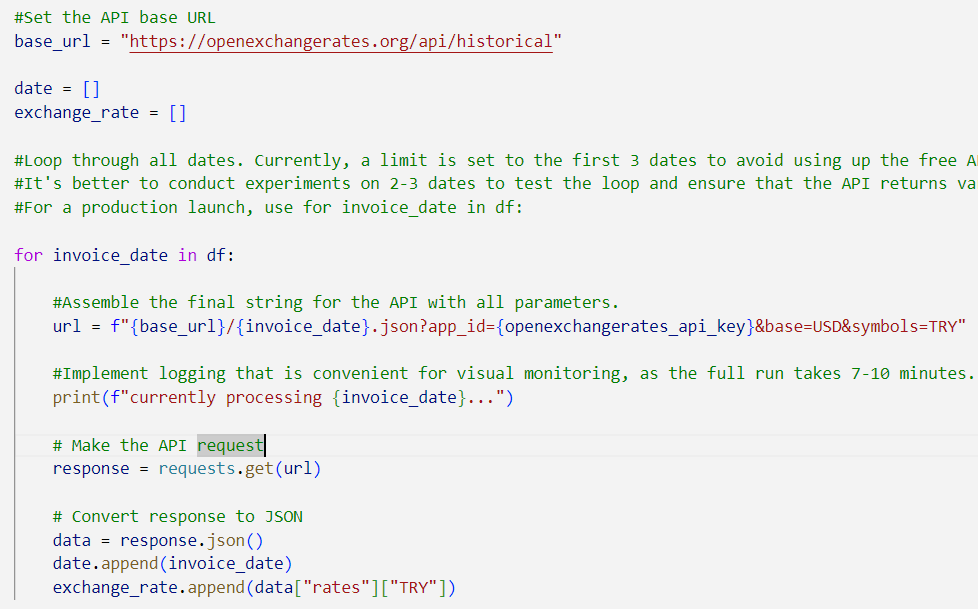 #Set the API base URL
base_url = "https://openexchangerates.org/api/historical"
date = []
exchange_rate = []
#Loop through all dates. Currently, a limit is set to the first 3 dates to avoid using up the free
#It's better to conduct experiments on 2-3 dates to test the loop and ensure that the API returns
#For a production launch, use for invoice_date in df:
for invoice_date in df:
#Assemble the final string for the API with all parameters.
url = f"{base_url}/{invoice_date}.json?app_id={openexchangerates_api_key}&base=USD&symbols=TRY"
#Implement logging that is convenient for visual monitoring, as the full run takes 7-10 minutes.
print(f"currently processing {invoice_date}...")
# Make the API request
response = requests.get(url)
# Convert response to JSON
data = response.json()
date.append(invoice_date)
exchange_rate.append(data["rates"]["TRY"])